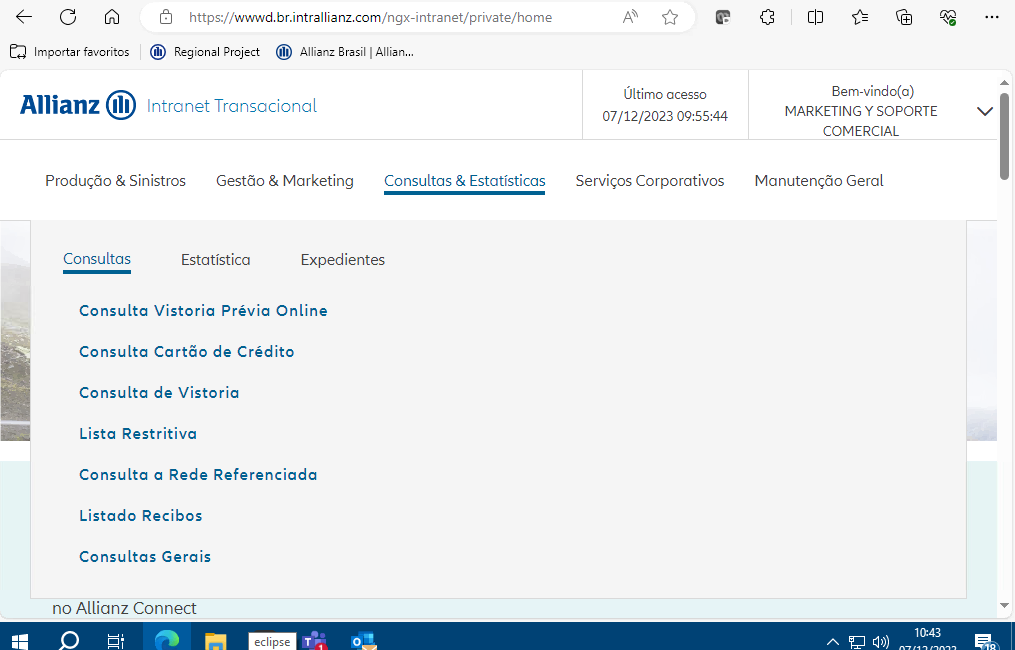 https://wwwd.br.intrallianz.com/ngx-intranet/private/home
Importar favoritos
Regional Project
Allianz Brasil | Allian...
Allianz
Intranet Transacional
Último acesso
07/12/2023 09:55:44
Bem-vindo(a)
MARKETING Y SOPORTE
COMERCIAL
Produção & Sinistros
Gestão & Marketing
Consultas & Estatísticas
Serviços Corporativos
Manutenção Geral
Consultas
Estatística
Expedientes
Consulta Vistoria Prévia Online
Consulta Cartão de Crédito
Consulta de Vistoria
Lista Restritiva
Consulta a Rede Referenciada
Listado Recibos
Consultas Gerais
no Allianz Connect
eclipse
1
10:43
07/12/2023
18